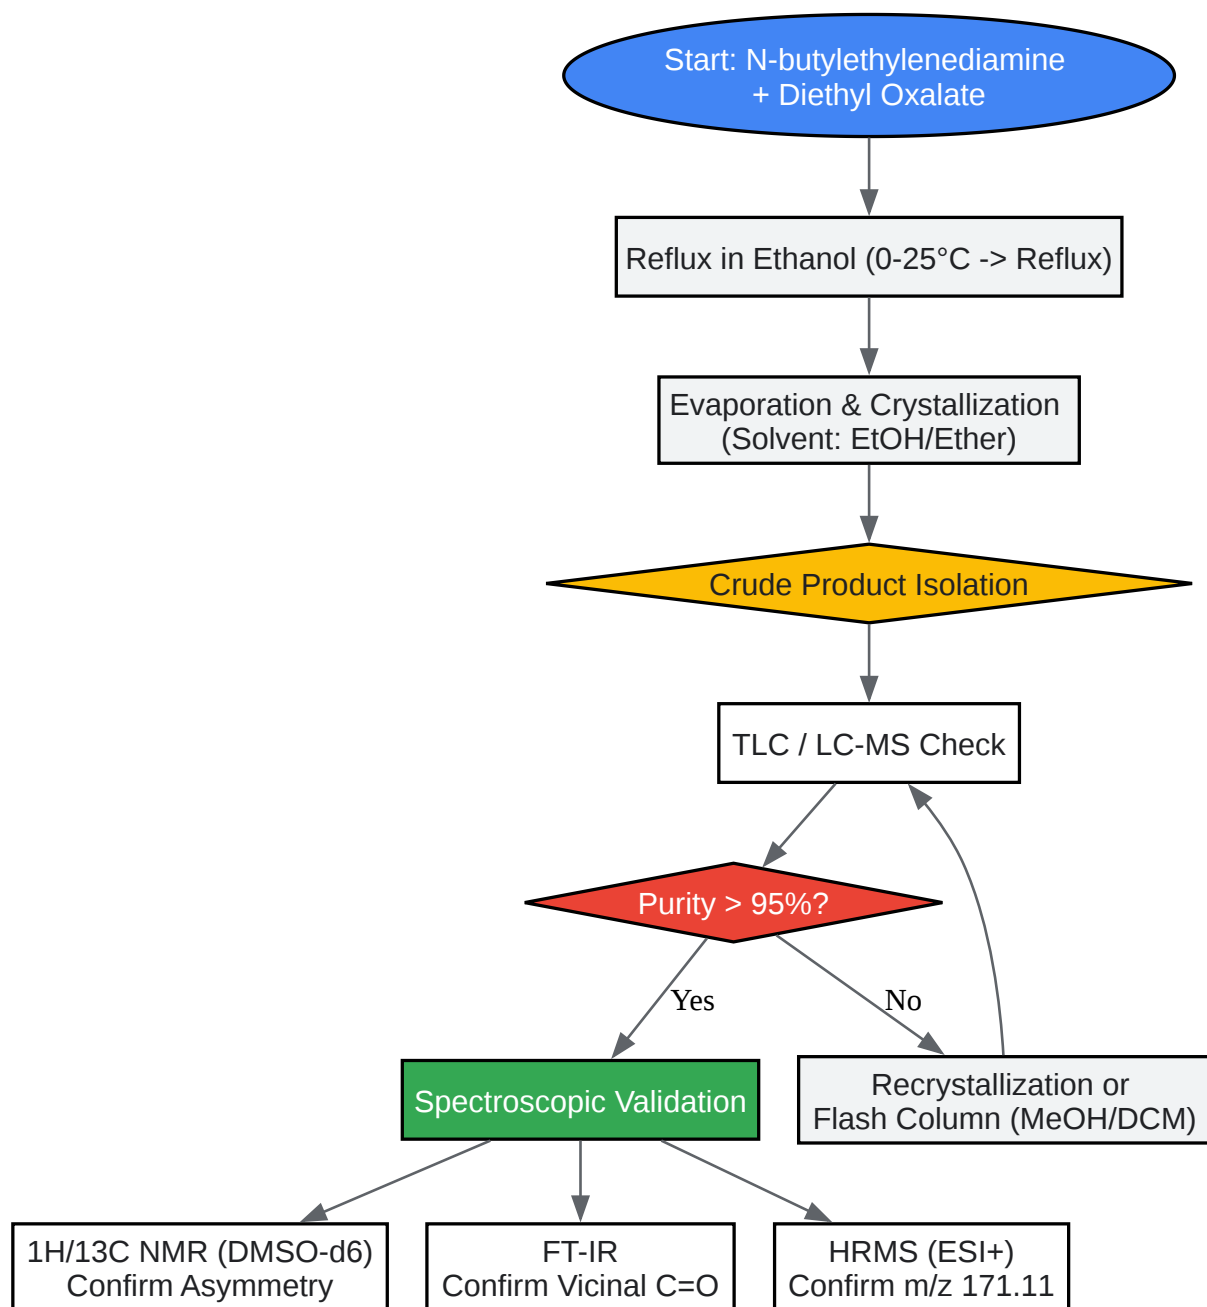 Start: N-butylethylenediamine
+ Diethyl Oxalate
Reflux in Ethanol (0-25°C -> Reflux)
Evaporation & Crystallization
(Solvent: EtOH/Ether)
Crude Product Isolation
TLC / LC-MS Check
Purity > 95%?
Yes
No
Spectroscopic Validation
Recrystallization or
Flash Column (MeOH/DCM)
1H/13C NMR (DMSO-d6)
Confirm Asymmetry
FT-IR
Confirm Vicinal C=O
HRMS (ESI+)
Confirm m/z 171.11